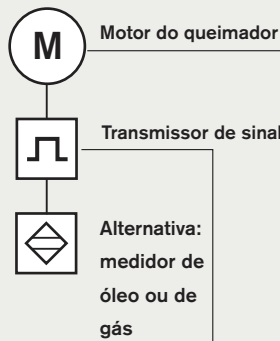 M
Motor do queimador
Transmissor de sinal
Alternativa:
medidor de
óleo ou de
gás